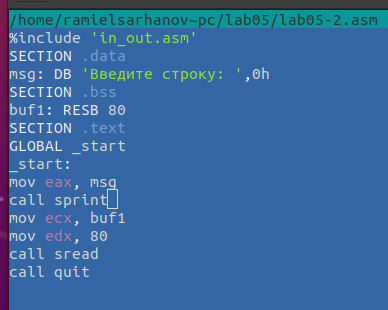 /home/ramielsarhanov~pc/lab05/lab05-2.asm
%include 'in_out.asm'
SECTION .data
msg: DB 'Введите строку: ',0h
SECTION .bss
buf1: RESB 80
SECTION .text
GLOBAL _start
_start:
mov eax, msg
call sprint
mov ecx, buf1
mov edx, 80
call sread
call quit